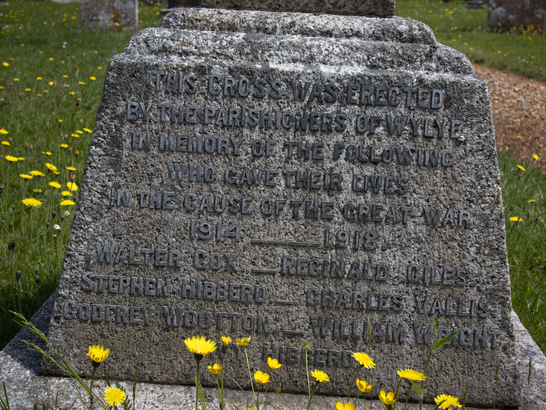 THIS CROSS WAS ERECTED
BY THE PARISHIONERS OF WYLYE,
IN MEMORY OF THE FOLLOWING,
WHO GAVE THEIR LIVES
IN THE CAUSE OF THE GREAT WAR
1914 — 1918
WALTER COX — REGINALD GILES
STEPHEN HIBBERD — CHARLES VALLIS
GODFREY WOOTTON — WILLIAM WRIGHT
HIBBERD